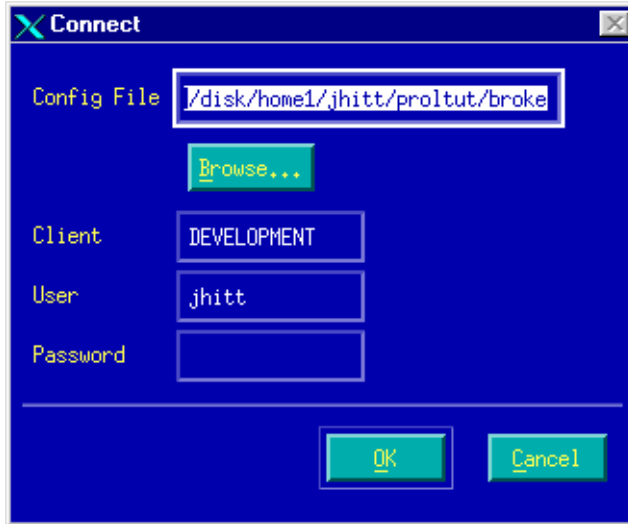 Connect
Config File /disk/home1/jhitt/proltut/broke
Browse...
Client DEVELOPMENT
User jhitt
Password
OK Cancel